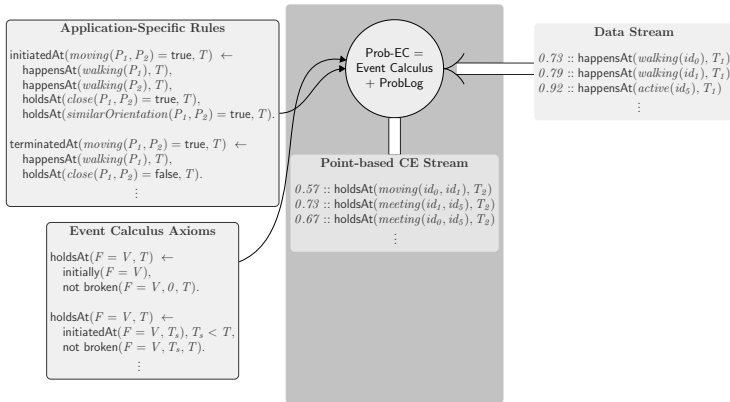 Application-Specific Rules
initiatedAt(moving(P₁, P₂) = true, T) ←
happensAt(walking(P₁), T),
happensAt(walking(P₂), T),
holdsAt(close(P₁, P₂) = true, T),
holdsAt(similarOrientation(P₁, P₂) = true, T).
terminatedAt(moving(P₁, P₂) = true, T) ←
happensAt(walking(P₁), T),
holdsAt(close(P₁, P₂) = false, T).
⋮
Event Calculus Axioms
holdsAt(F = V, T) ←
initially(F = V),
not broken(F = V, 0, T).
holdsAt(F = V, T) ←
initiatedAt(F = V, Tₛ), Tₛ < T,
not broken(F = V, Tₛ, T).
⋮
Prob-EC =
Event Calculus
+ ProbLog
Point-based CE Stream
0.57 :: holdsAt(moving(id₀, id₁), T₂)
0.73 :: holdsAt(meeting(id₁, id₅), T₂)
0.67 :: holdsAt(meeting(id₀, id₅), T₂)
⋮
Data Stream
0.73 :: happensAt(walking(id₀), T₁)
0.79 :: happensAt(walking(id₁), T₁)
0.92 :: happensAt(active(id₅), T₁)
⋮